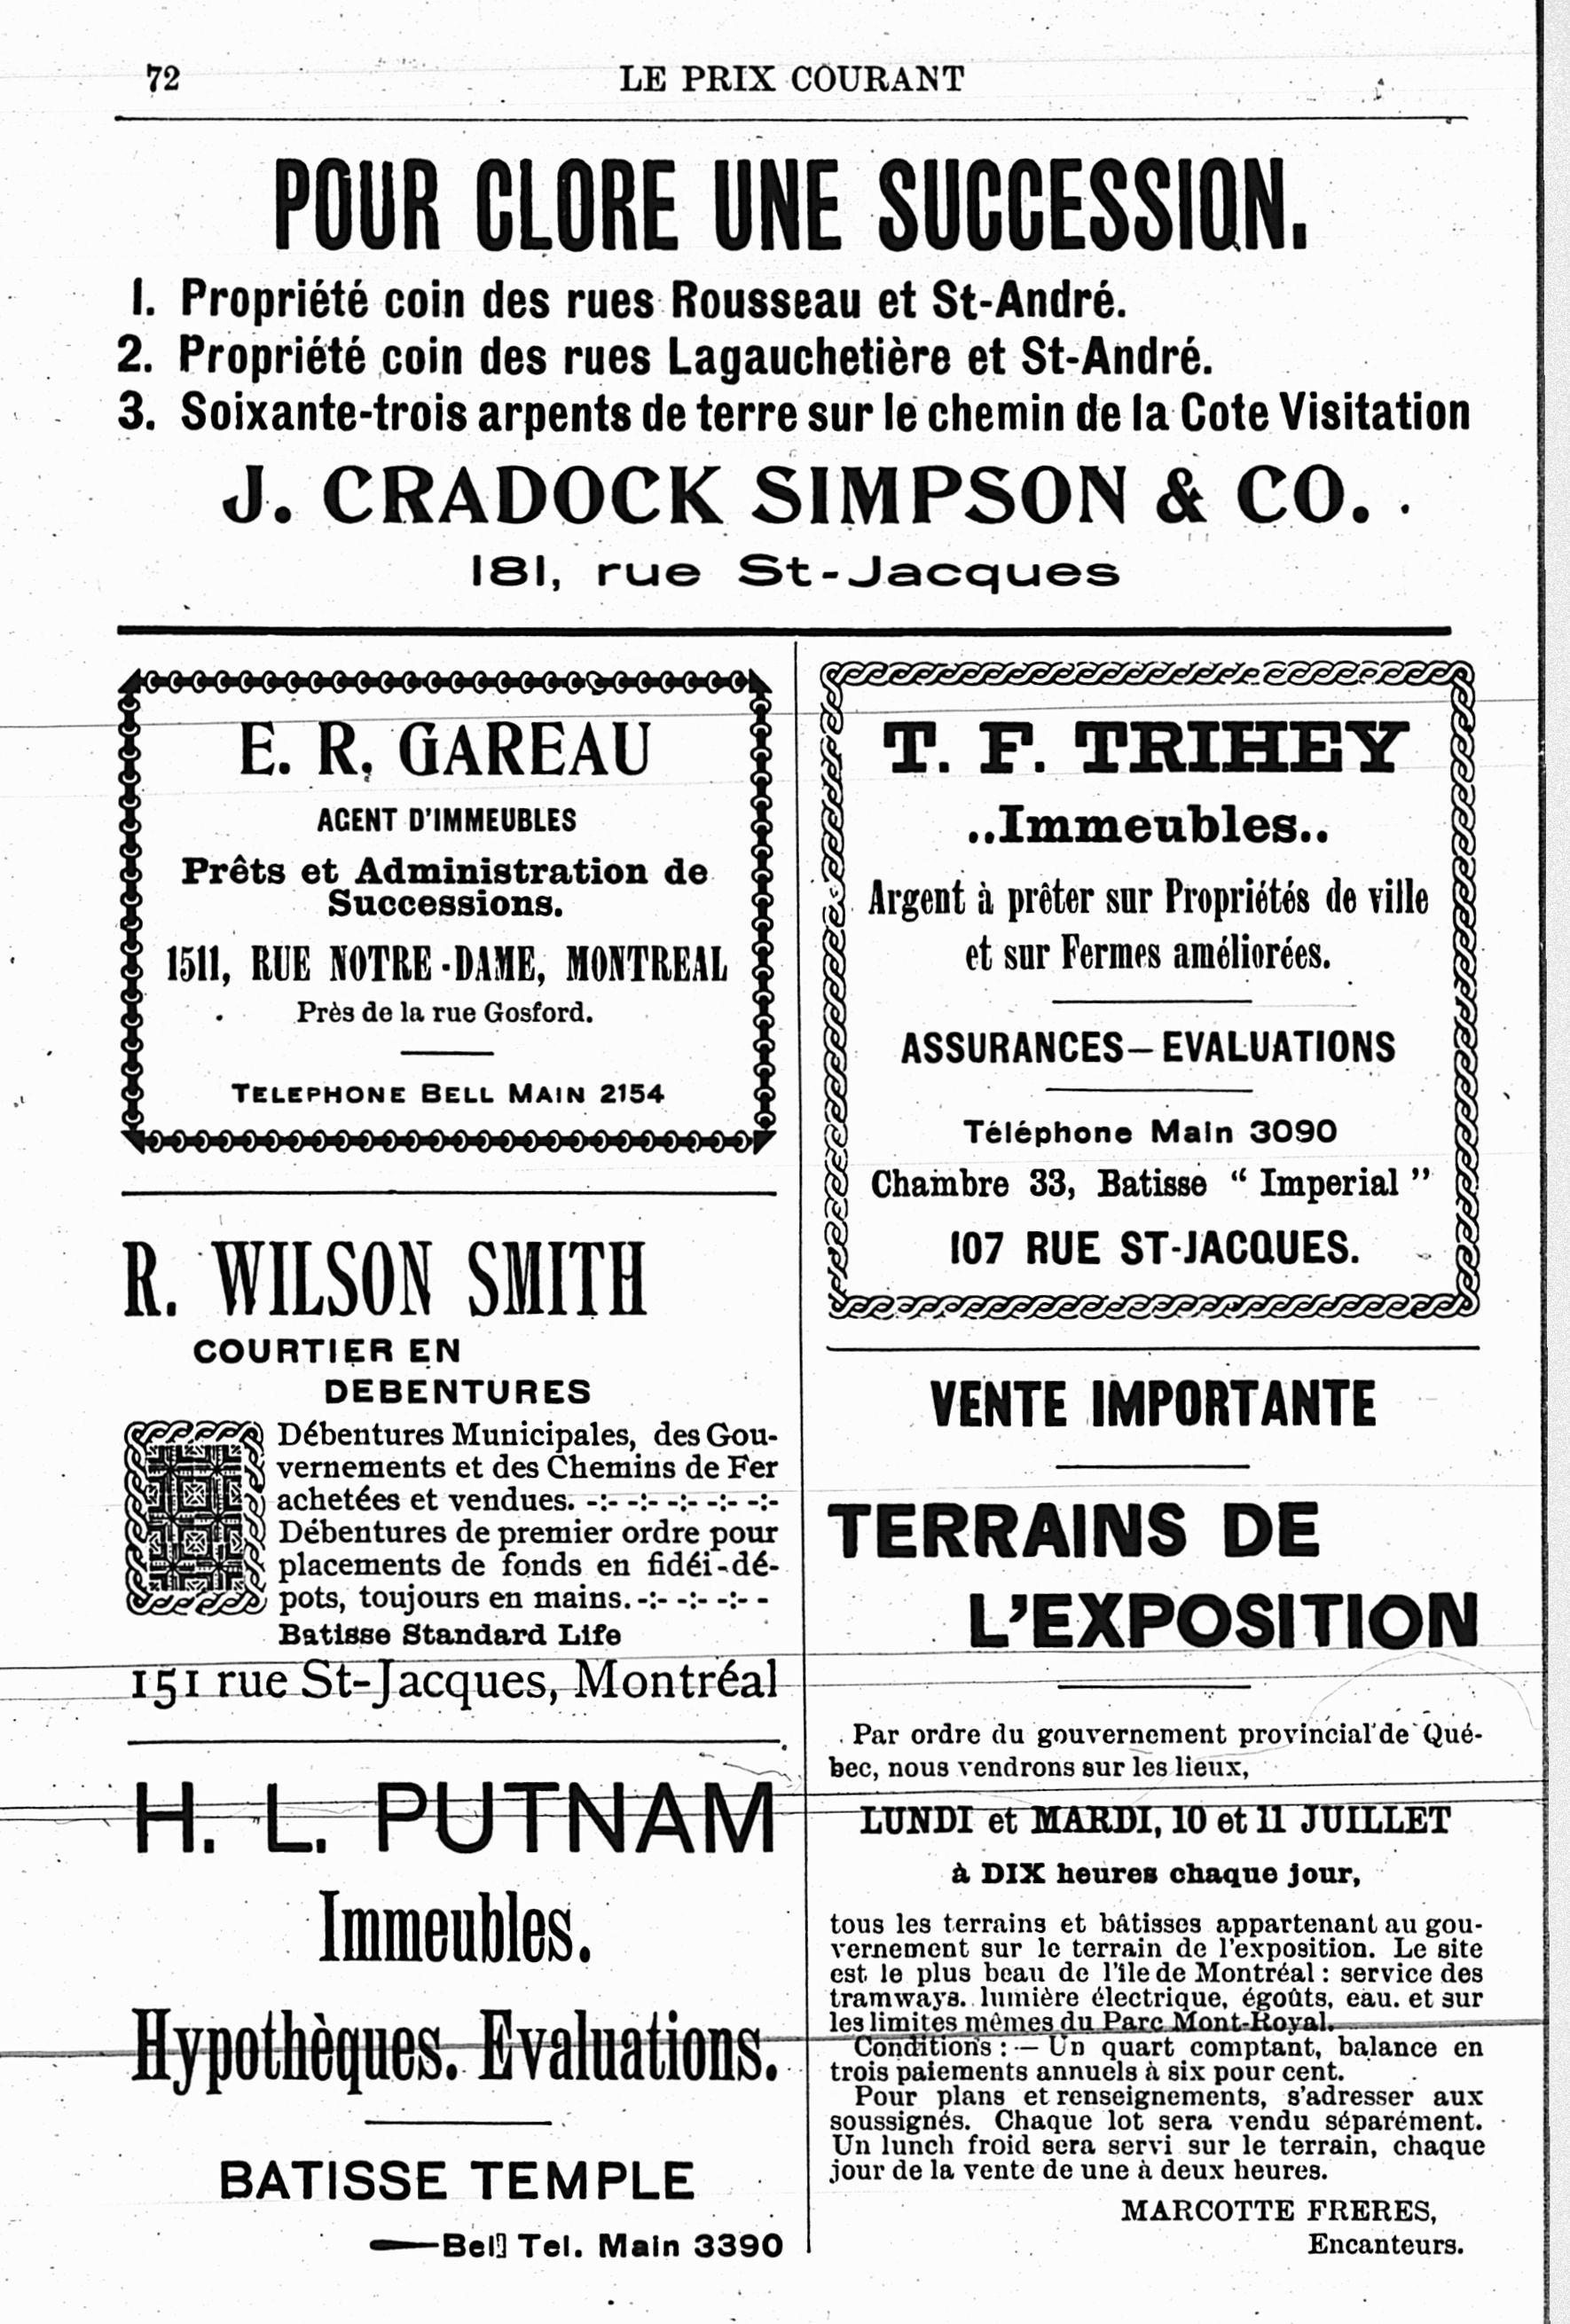 72
LE PRIX COURANT
POUR CLORE UNE SUCCESSION.
1. Propriété coin des rues Rousseau et St-André.
2. Propriété coin des rues Lagauchetière et St-André.
3. Soixante-trois arpents de terre sur le chemin de la Cote Visitation
J. CRADOCK SIMPSON & CO.
181, rue St-Jacques
E. R. GAREAU
AGENT D'IMMEUBLES
Prêts et Administration de
Successions.
1511, RUE NOTRE-DAME, MONTREAL
Près de la rue Gosford.
TELEPHONE BELL MAIN 2154
R. WILSON SMITH
COURTIER EN
DEBENTURES
Débentures Municipales, des Gou-
vernements et des Chemins de Fer
achetées et vendues. -:- -:- -:- -:- -:-
Débentures de premier ordre pour
placements de fonds en fidéi-dé-
pots, toujours en mains. -:- -:- -:- -
Batisse Standard Life
151 rue St-Jacques, Montréal
H. L. PUTNAM
Immeubles.
Hypothèques. Evaluations.
BATISSE TEMPLE
Bell Tel. Main 3390
T. F. TRIHEY
..Immeubles..
Argent à prêter sur Propriétés de ville
et sur Fermes améliorées.
ASSURANCES—EVALUATIONS
Téléphone Main 3090
Chambre 33, Batisse “ Imperial ”
107 RUE ST-JACQUES.
VENTE IMPORTANTE
TERRAINS DE
L'EXPOSITION
Par ordre du gouvernement provincial de Qué-
bec, nous vendrons sur les lieux,
LUNDI et MARDI, 10 et 11 JUILLET
à DIX heures chaque jour,
tous les terrains et bâtisses appartenant au gou-
vernement sur le terrain de l'exposition. Le site
est le plus beau de l'ile de Montréal : service des
tramways. lumière électrique, égoûts, eau. et sur
les limites mêmes du Parc Mont-Royal.
Conditions : — Un quart comptant, balance en
trois paiements annuels à six pour cent.
Pour plans et renseignements, s'adresser aux
soussignés. Chaque lot sera vendu séparément.
Un lunch froid sera servi sur le terrain, chaque
jour de la vente de une à deux heures.
MARCOTTE FRERES,
Encanteurs.